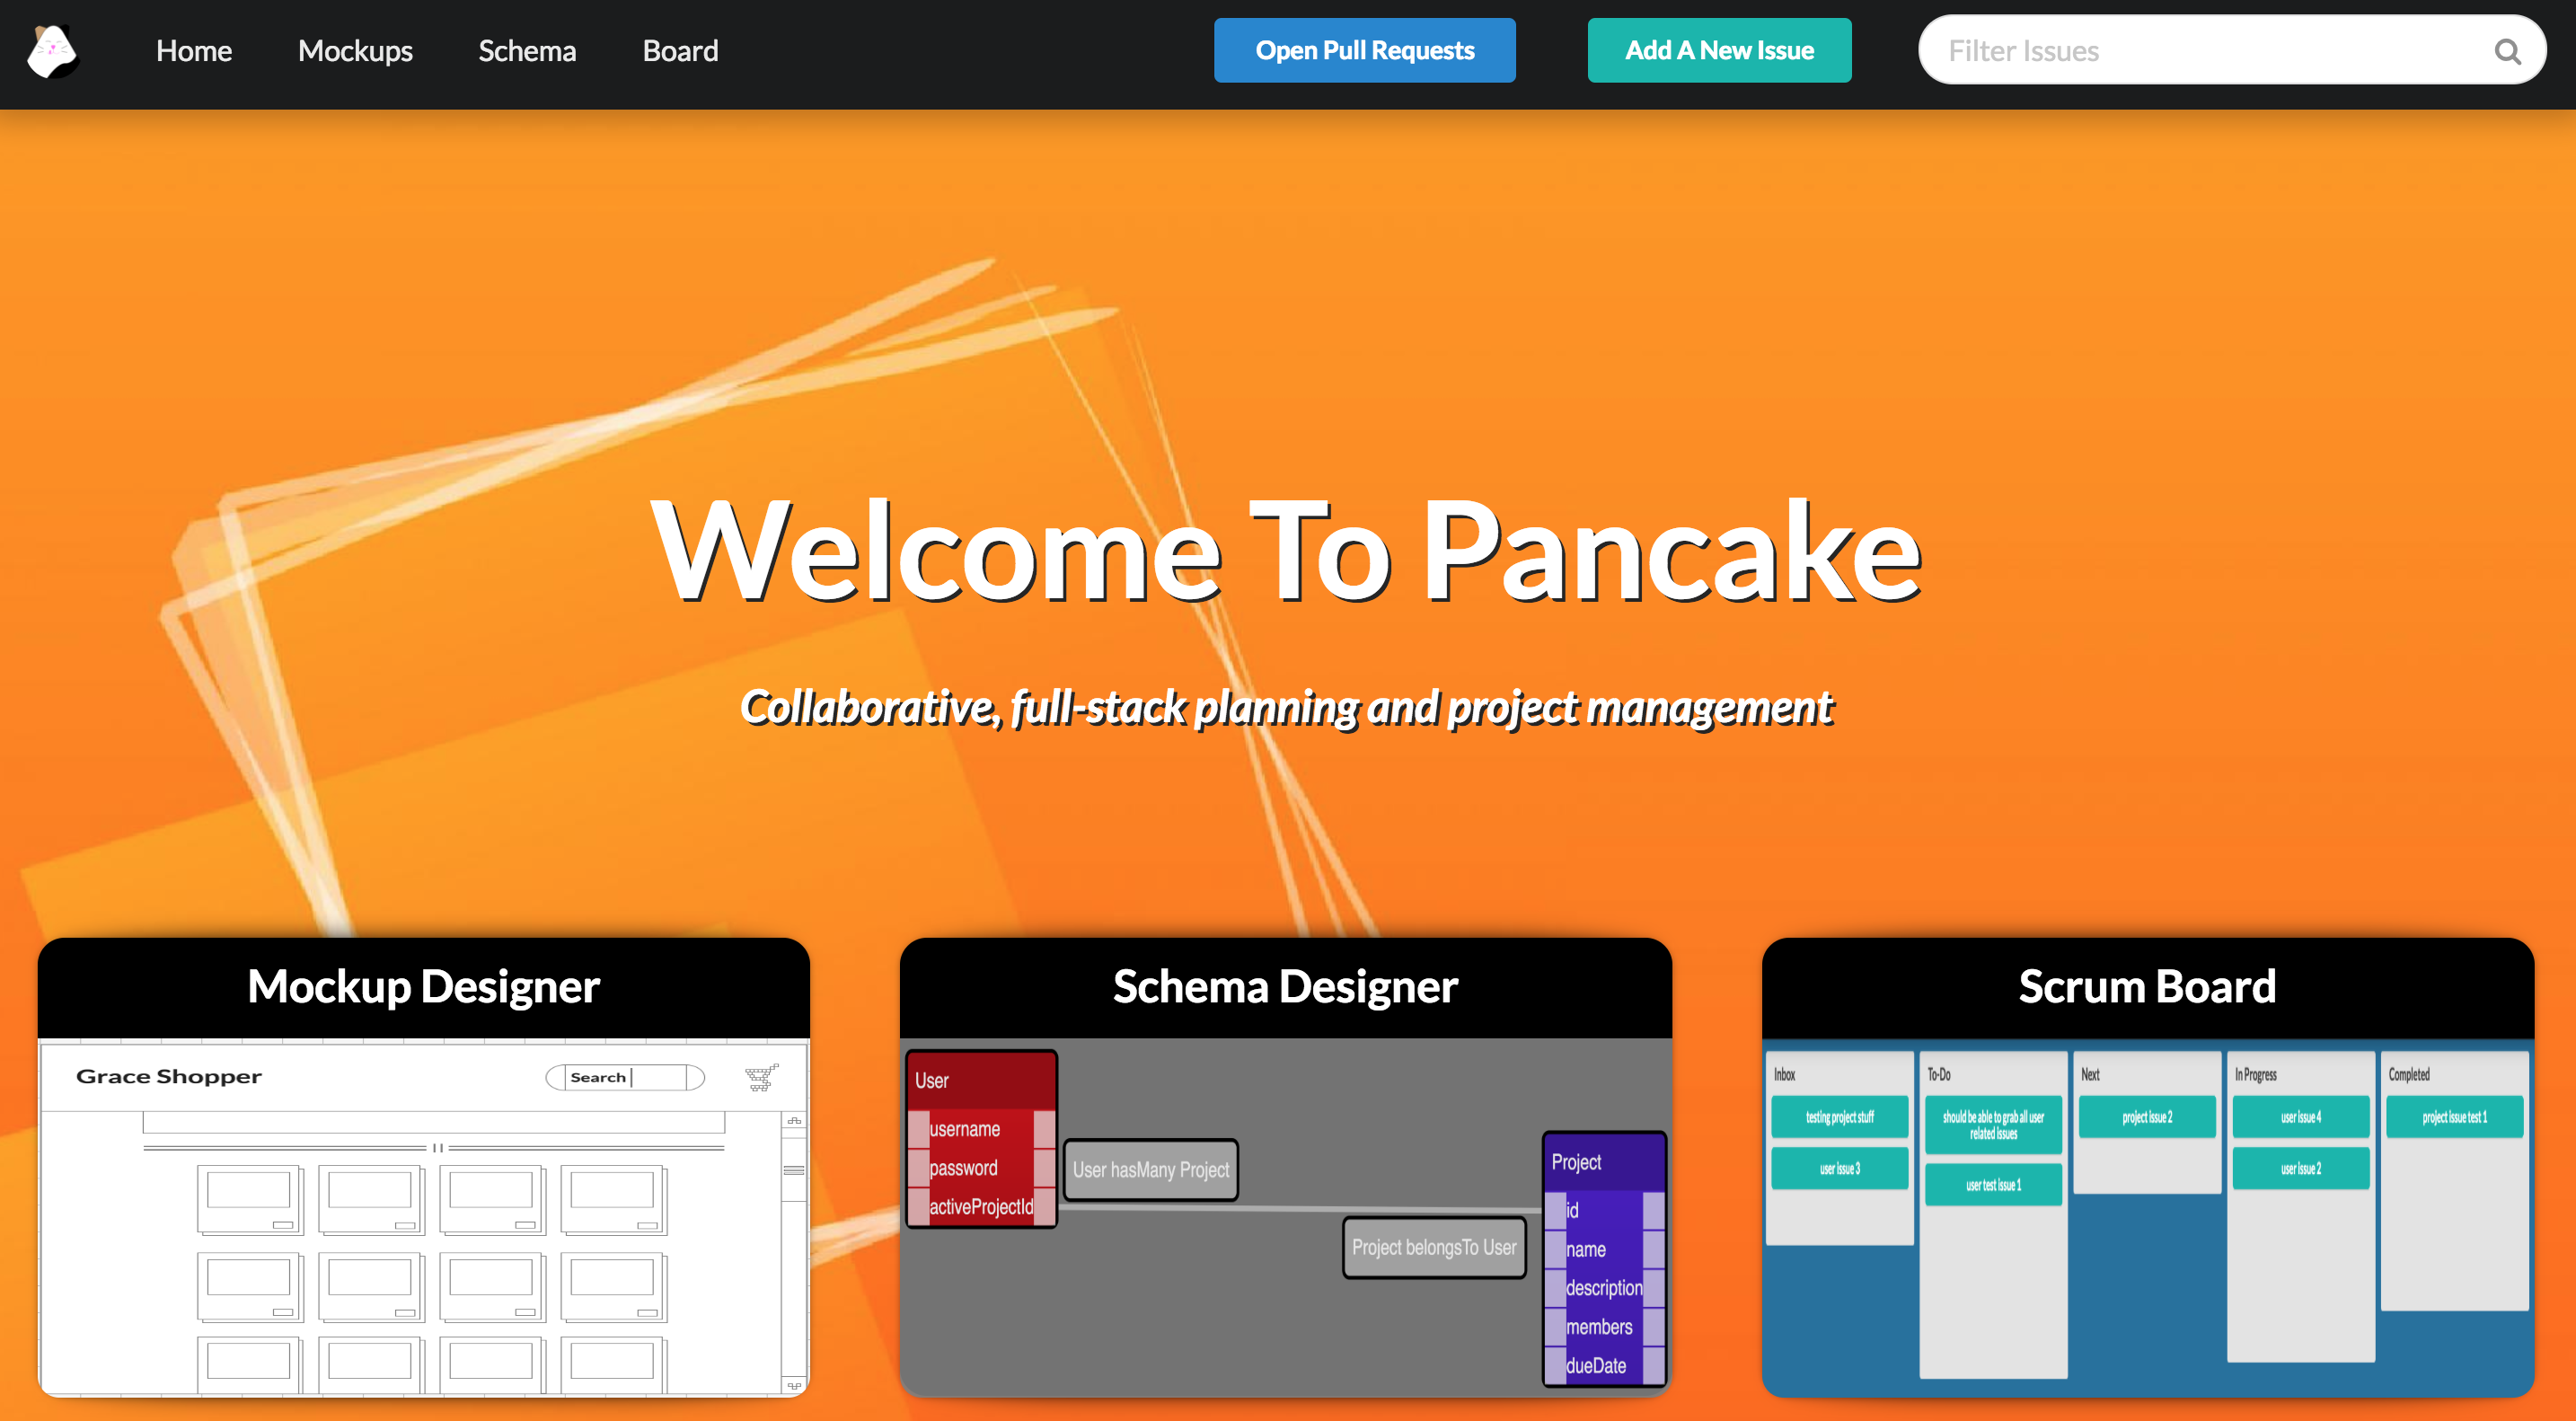 Home Mockups Schema Board Open Pull Requests Add A New Issue Filter Issues
Welcome To Pancake
Collaborative, full-stack planning and project management
Mockup Designer
Grace Shopper Search
Schema Designer
User
username
password
activeProjectId
User hasMany Project
Project belongsTo User
Project
id
name
description
members
dueDate
Scrum Board
Inbox
testing project stuff
user issue 3
To-Do
should be able to grab all user
related issues
user test issue 1
Next
project issue 2
In Progress
user issue 4
user issue 2
Completed
project issue test 1